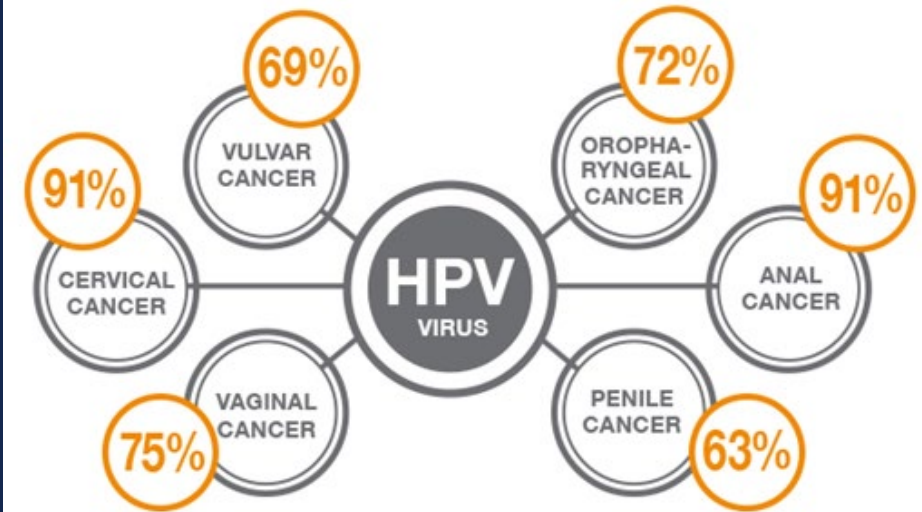 69%
VULVAR
CANCER
72%
OROPHA-
RYNGEAL
CANCER
91%
CERVICAL
CANCER
HPV
VIRUS
91%
ANAL
CANCER
75%
VAGINAL
CANCER
PENILE
CANCER
63%